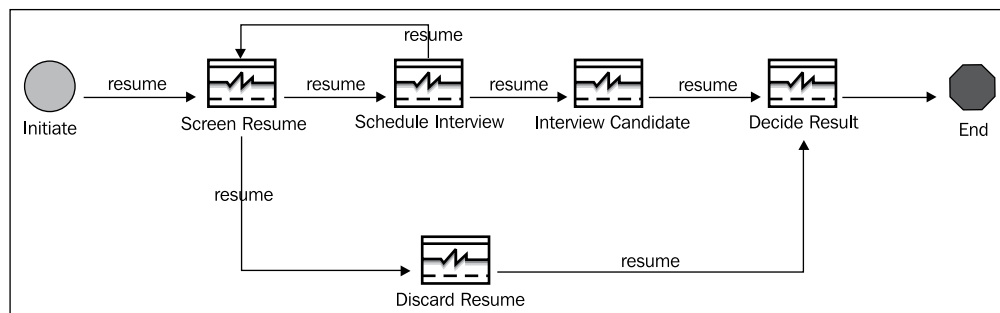 resume
resume
resume
resume
resume
Initiate
Screen Resume
Schedule Interview
Interview Candidate
Decide Result
End
resume
resume
Discard Resume